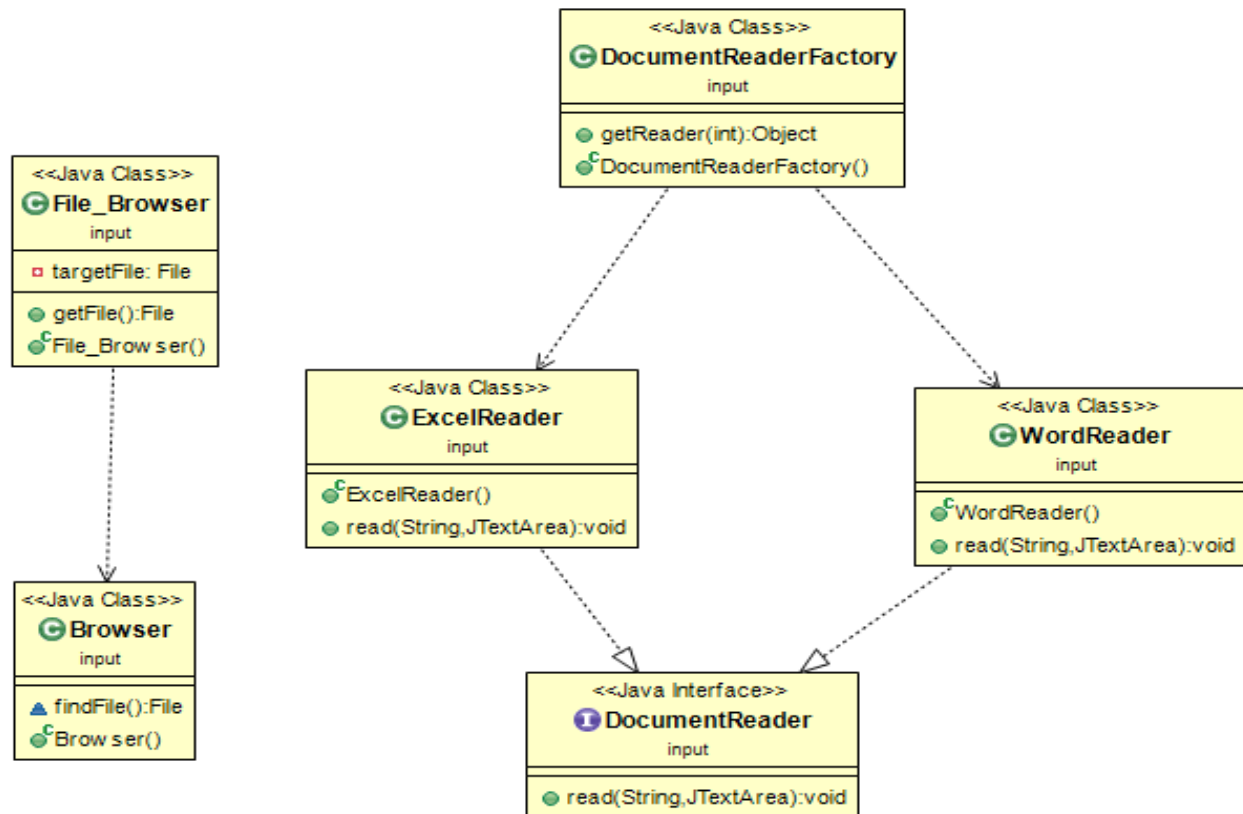 <<Java Class>>
DocumentReaderFactory
input
getReader(int):Object
DocumentReaderFactory()
<<Java Class>>
File_Browser
input
targetFile: File
getFile():File
File_Browser()
<<Java Class>>
ExcelReader
input
ExcelReader()
read(String,JTextArea):void
<<Java Class>>
WordReader
input
WordReader()
read(String,JTextArea):void
<<Java Class>>
Browser
input
findFile():File
Browser()
<<Java Interface>>
DocumentReader
input
read(String,JTextArea):void